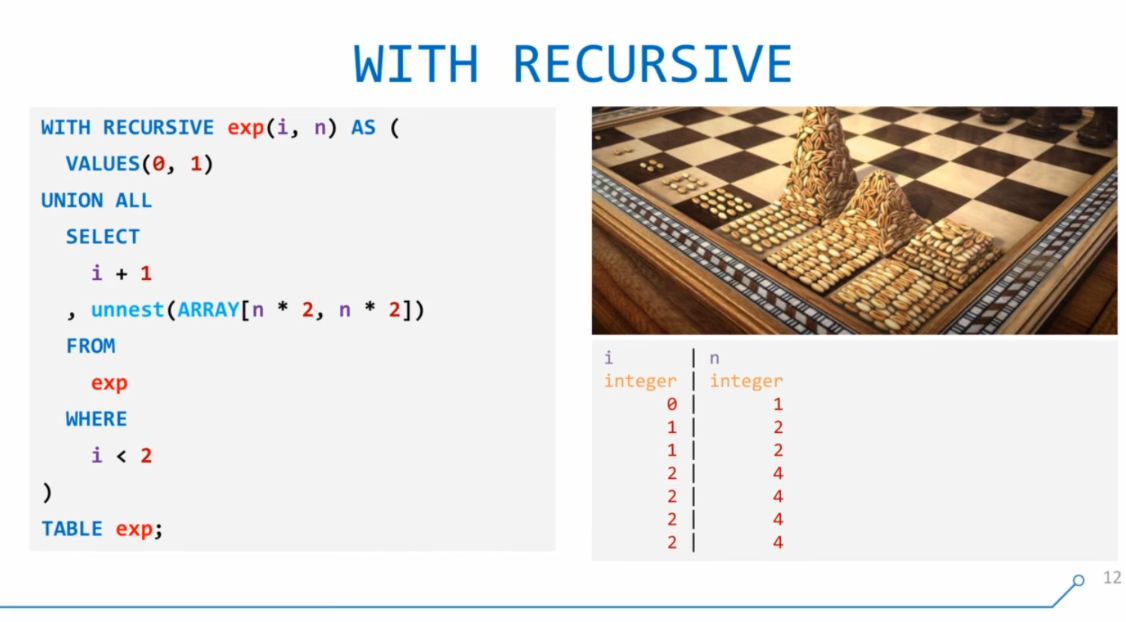 WITH RECURSIVE
WITH RECURSIVE exp(i, n) AS (
  VALUES(0, 1)
UNION ALL
  SELECT
    i + 1
  , unnest(ARRAY[n * 2, n * 2])
  FROM
    exp
  WHERE
    i < 2
)
TABLE exp;
i | n
integer | integer
0 | 1
1 | 2
1 | 2
2 | 4
2 | 4
2 | 4
2 | 4
12